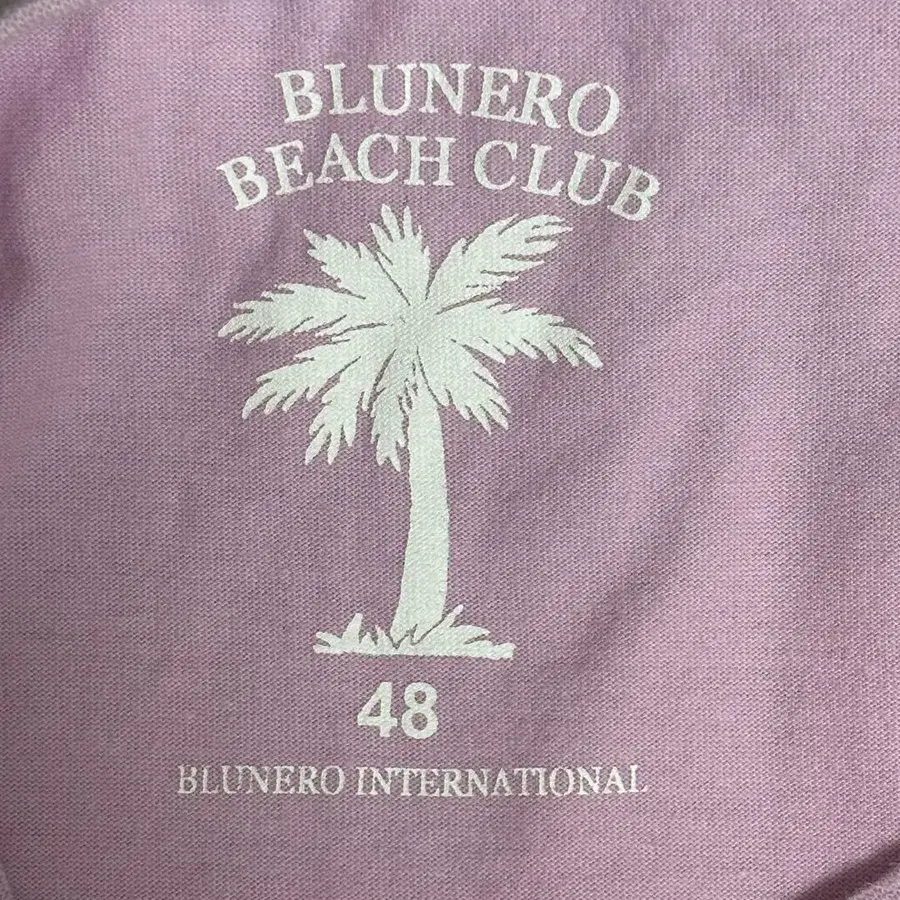 BLUNERO
BEACH CLUB
48
BLUNERO INTERNATIONAL